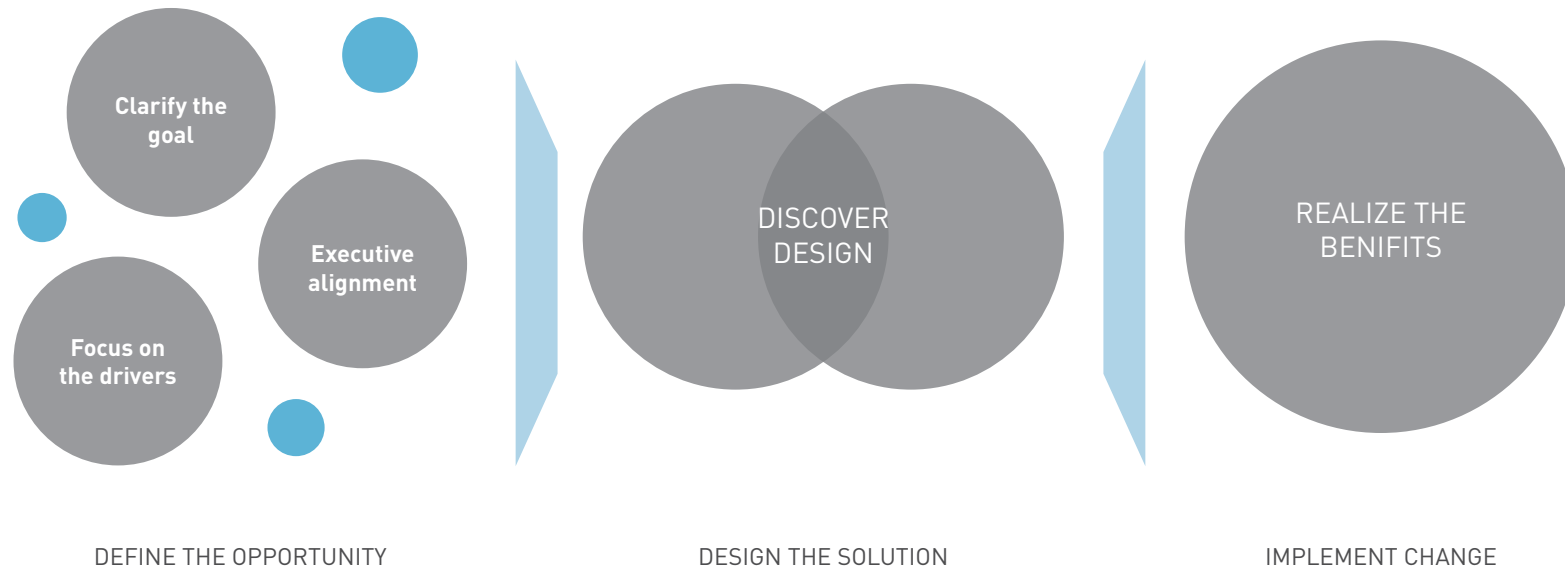 Clarify the
goal
Executive
alignment
Focus on
the drivers
DEFINE THE OPPORTUNITY
DISCOVER
DESIGN
DESIGN THE SOLUTION
REALIZE THE
BENIFITS
IMPLEMENT CHANGE